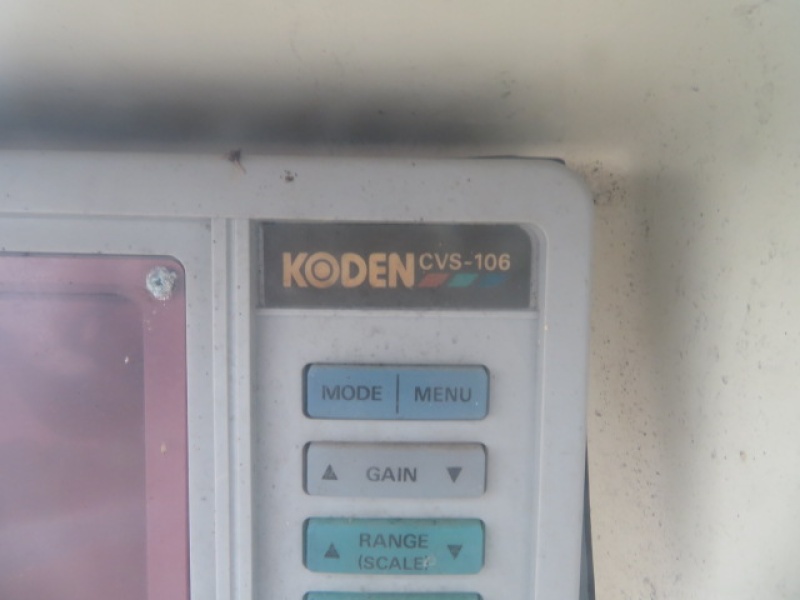 KODEN CVS-106
MODE | MENU
▲ GAIN ▼
▲ RANGE ▼
(SCALE)